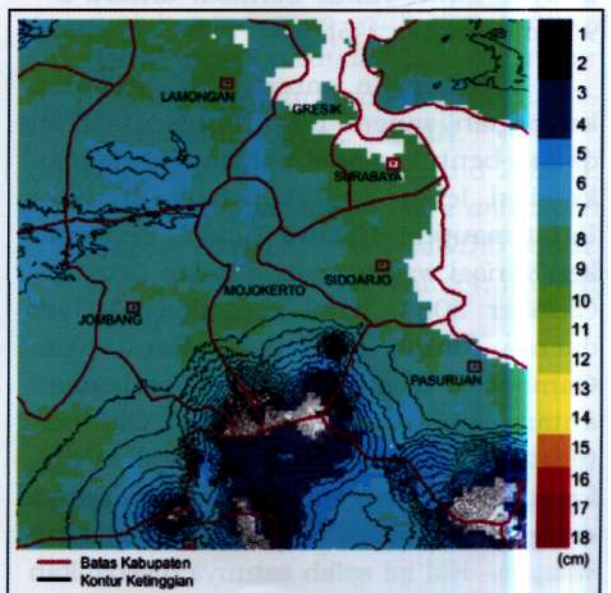 LAMONGAN
GRESIK
SURABAYA
SIDOARJO
MOJOKERTO
JOMBANG
PASURUAN
1
2
3
4
5
6
7
8
9
10
11
12
13
14
15
16
17
18
(cm)
Batas Kabupaten
Kontur Ketinggian